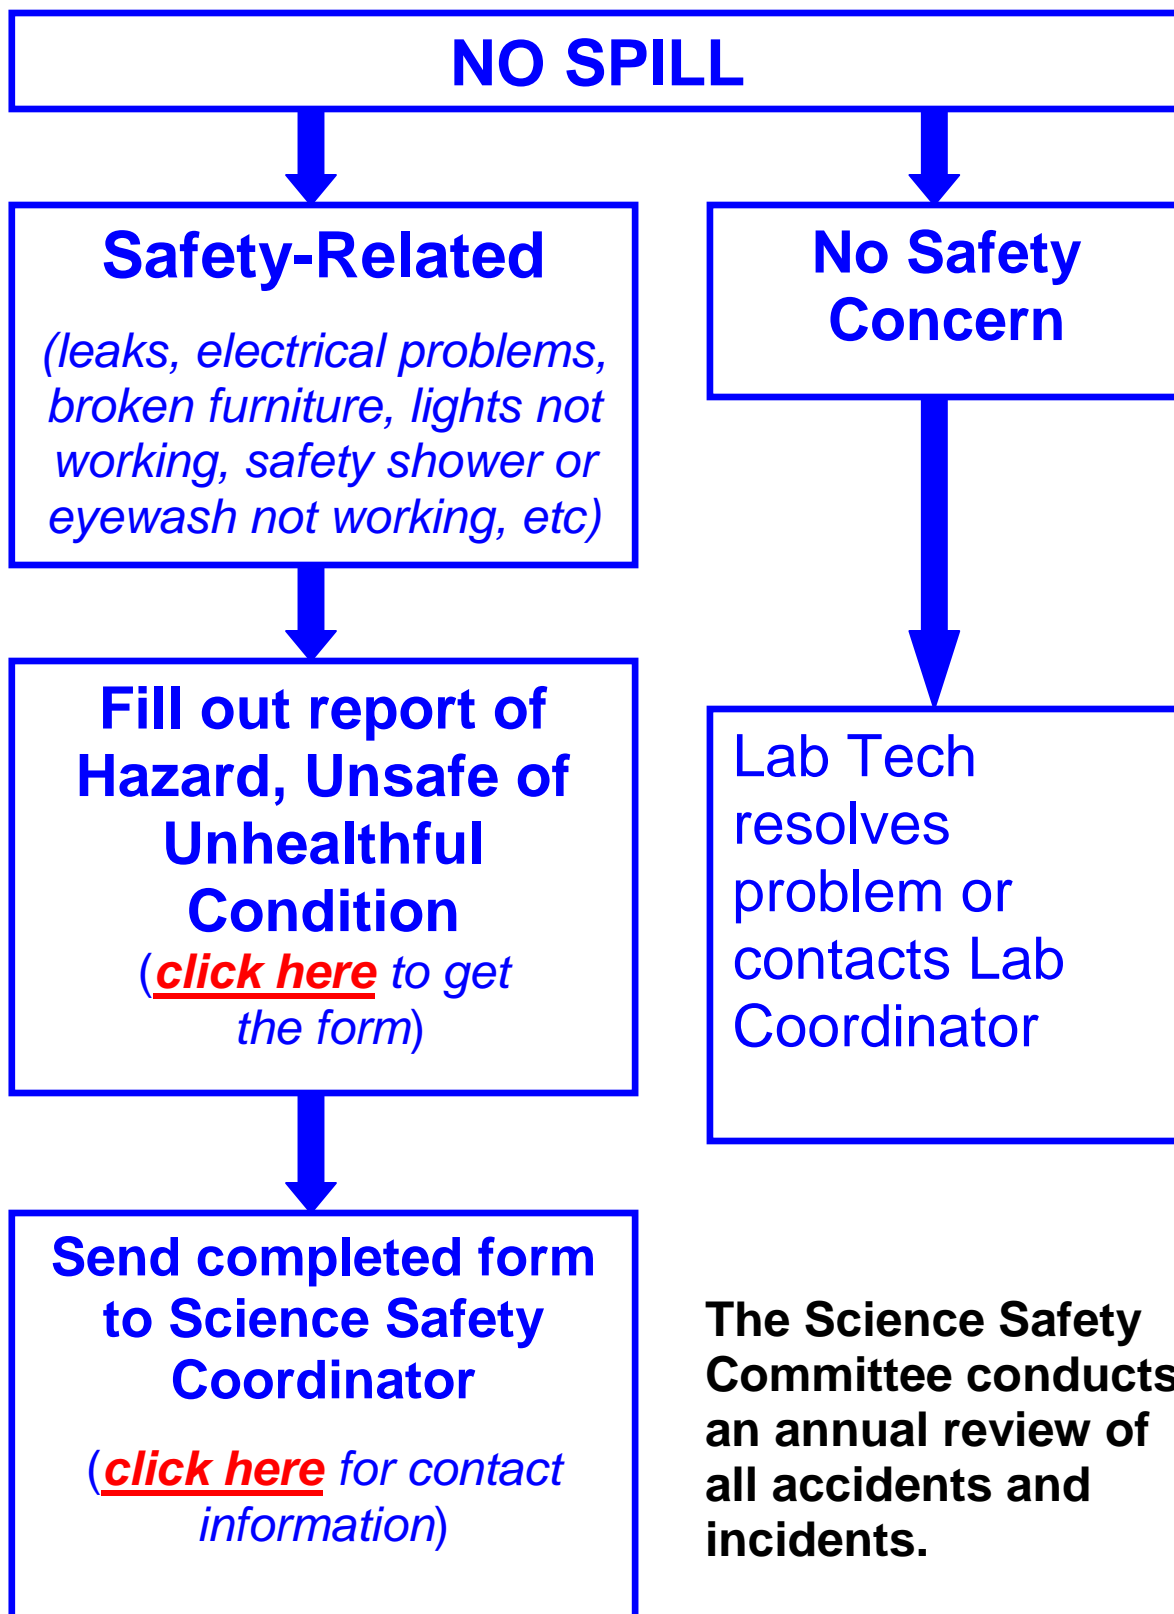 NO SPILL
Safety-Related
(leaks, electrical problems,
broken furniture, lights not
working, safety shower or
eyewash not working, etc)
Fill out report of
Hazard, Unsafe of
Unhealthful
Condition
(click here to get
the form)
Send completed form
to Science Safety
Coordinator
(click here for contact
information)
No Safety
Concern
Lab Tech
resolves
problem or
contacts Lab
Coordinator
The Science Safety
Committee conducts
an annual review of
all accidents and
incidents.